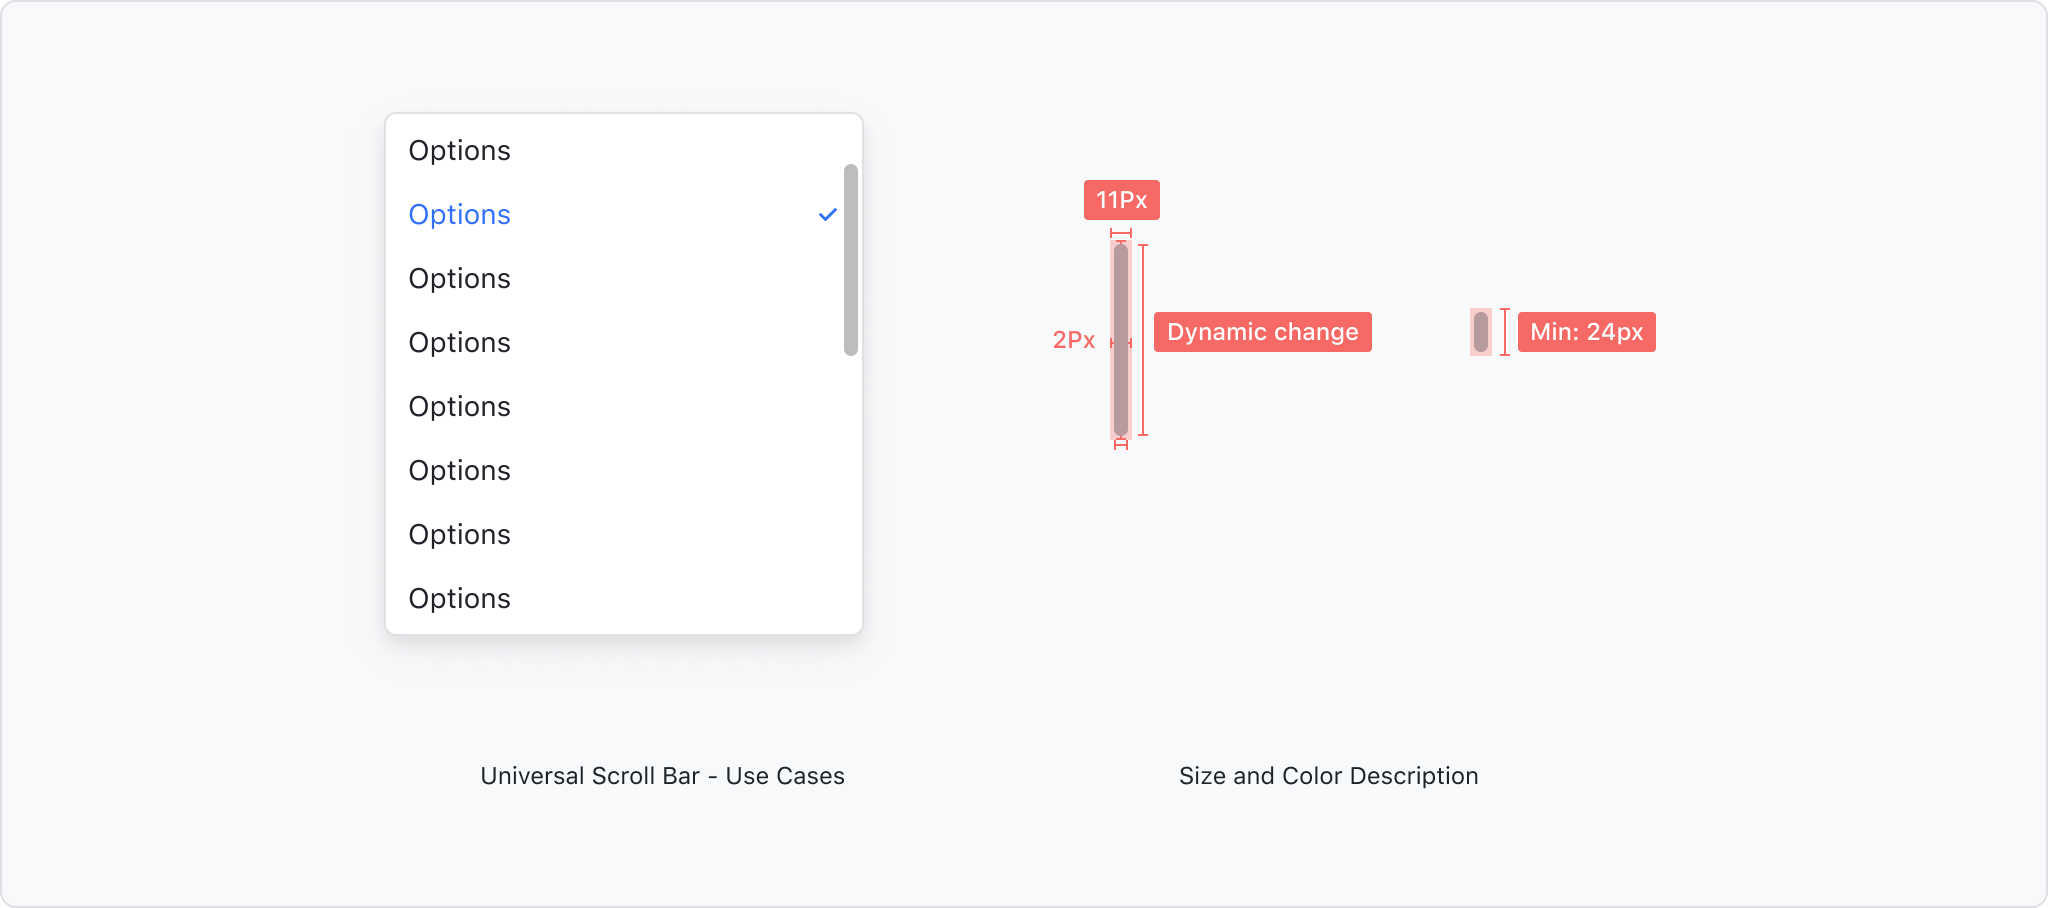 Options
Options
Options
Options
Options
Options
Options
Options
11Px
2Px
Dynamic change
Min: 24px
Universal Scroll Bar - Use Cases
Size and Color Description